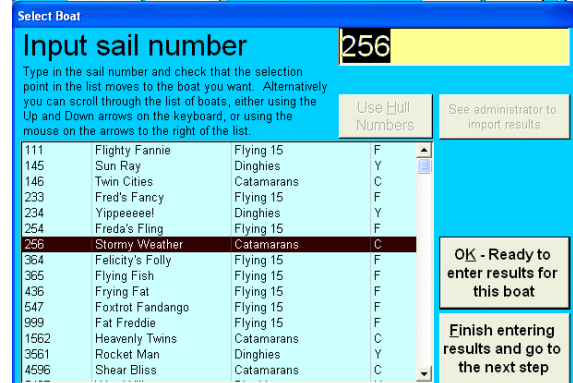 Select Boat
Input sail number
256
Type in the sail number and check that the selection
point in the list moves to the boat you want. Alternatively
you can scroll through the list of boats, either using the
Up and Down arrows on the keyboard, or using the
mouse on the arrows to the right of the list.
Use Hull
Numbers
See administrator to
import results
111 Flighty Fannie Flying 15 F
145 Sun Ray Dinghies Y
146 Twin Cities Catamarans C
233 Fred's Fancy Flying 15 F
234 Yippeeeee! Dinghies Y
254 Freda's Fling Flying 15 F
256 Stormy Weather Catamarans C
364 Felicity's Folly Flying 15 F
365 Flying Fish Flying 15 F
436 Frying Fat Flying 15 F
547 Foxtrot Fandango Flying 15 F
999 Fat Freddie Flying 15 F
1562 Heavenly Twins Catamarans C
3561 Rocket Man Dinghies Y
4596 Shear Bliss Catamarans C
OK - Ready to
enter results for
this boat
Finish entering
results and go to
the next step